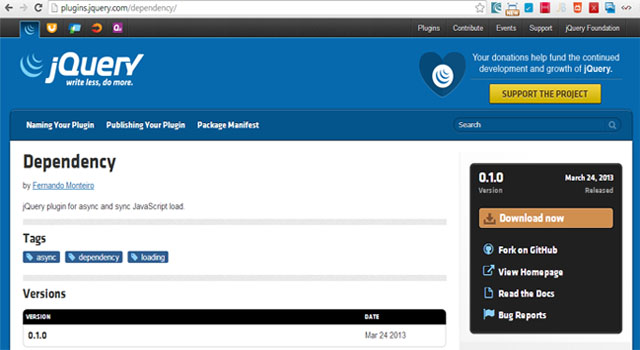 plugins.jquery.com/dependency/
NEW
Plugins Contribute Events Support jQuery Foundation
jQuery
write less, do more.
Your donations help fund the continued
development and growth of jQuery.
SUPPORT THE PROJECT
Naming Your Plugin Publishing Your Plugin Package Manifest
Search
Dependency
by Fernando Monteiro
jQuery plugin for async and sync JavaScript load.
Tags
async dependency loading
Versions
VERSION DATE
0.1.0 Mar 24 2013
0.1.0 March 24, 2013
Version Released
Download now
Fork on GitHub
View Homepage
Read the Docs
Bug Reports